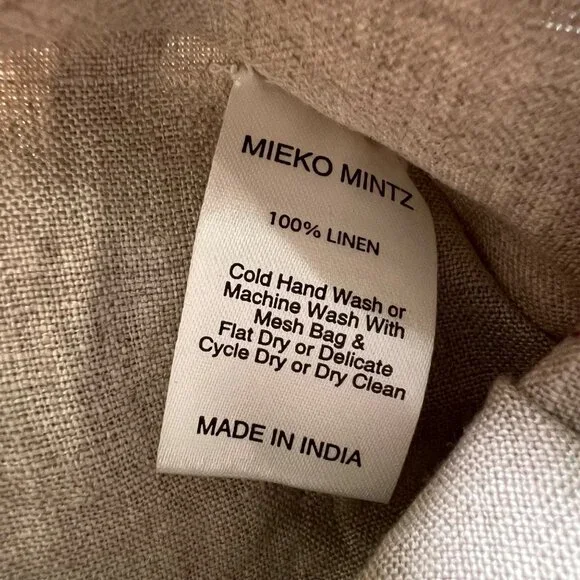 MIEKO MINTZ
100% LINEN
Cold Hand Wash or
Machine Wash With
Mesh Bag &
Flat Dry or Delicate
Cycle Dry or Dry Clean
MADE IN INDIA